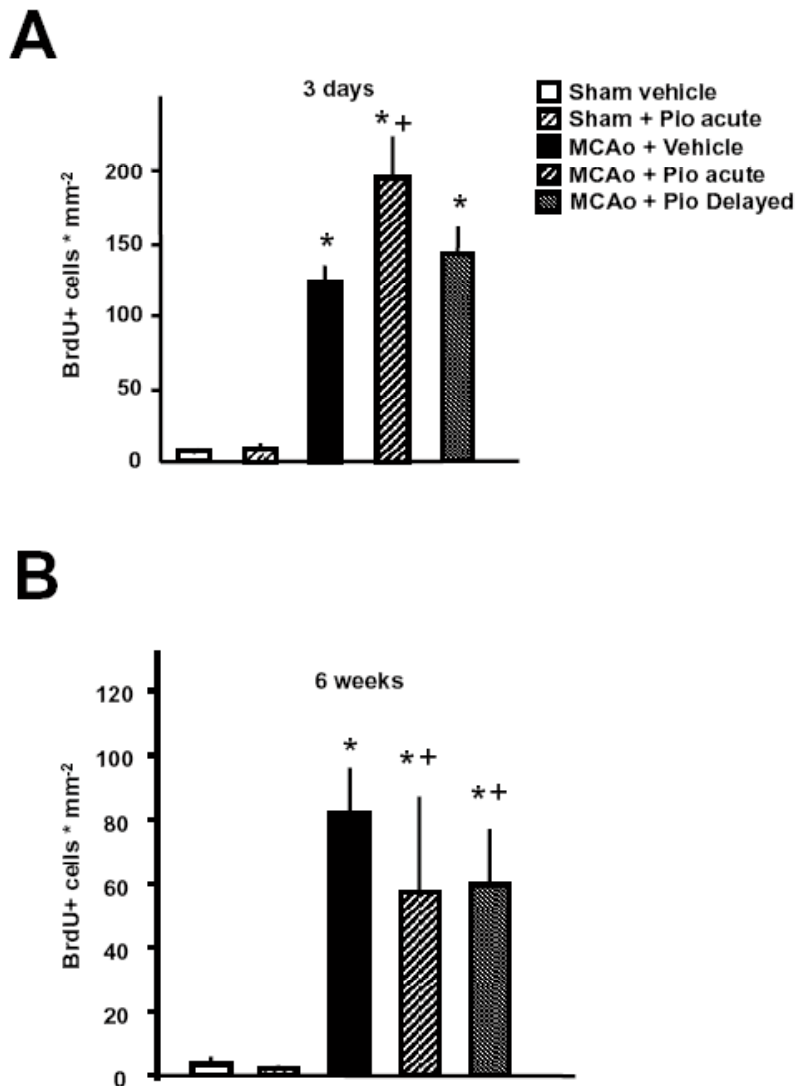 A
3 days
* +
*
*
200
150
100
50
0
BrdU+ cells * mm-2
Sham vehicle
Sham + Pio acute
MCAo + Vehicle
MCAo + Pio acute
MCAo + Pio Delayed
B
6 weeks
*
* +
* +
120
100
80
60
40
20
0
BrdU+ cells * mm-2